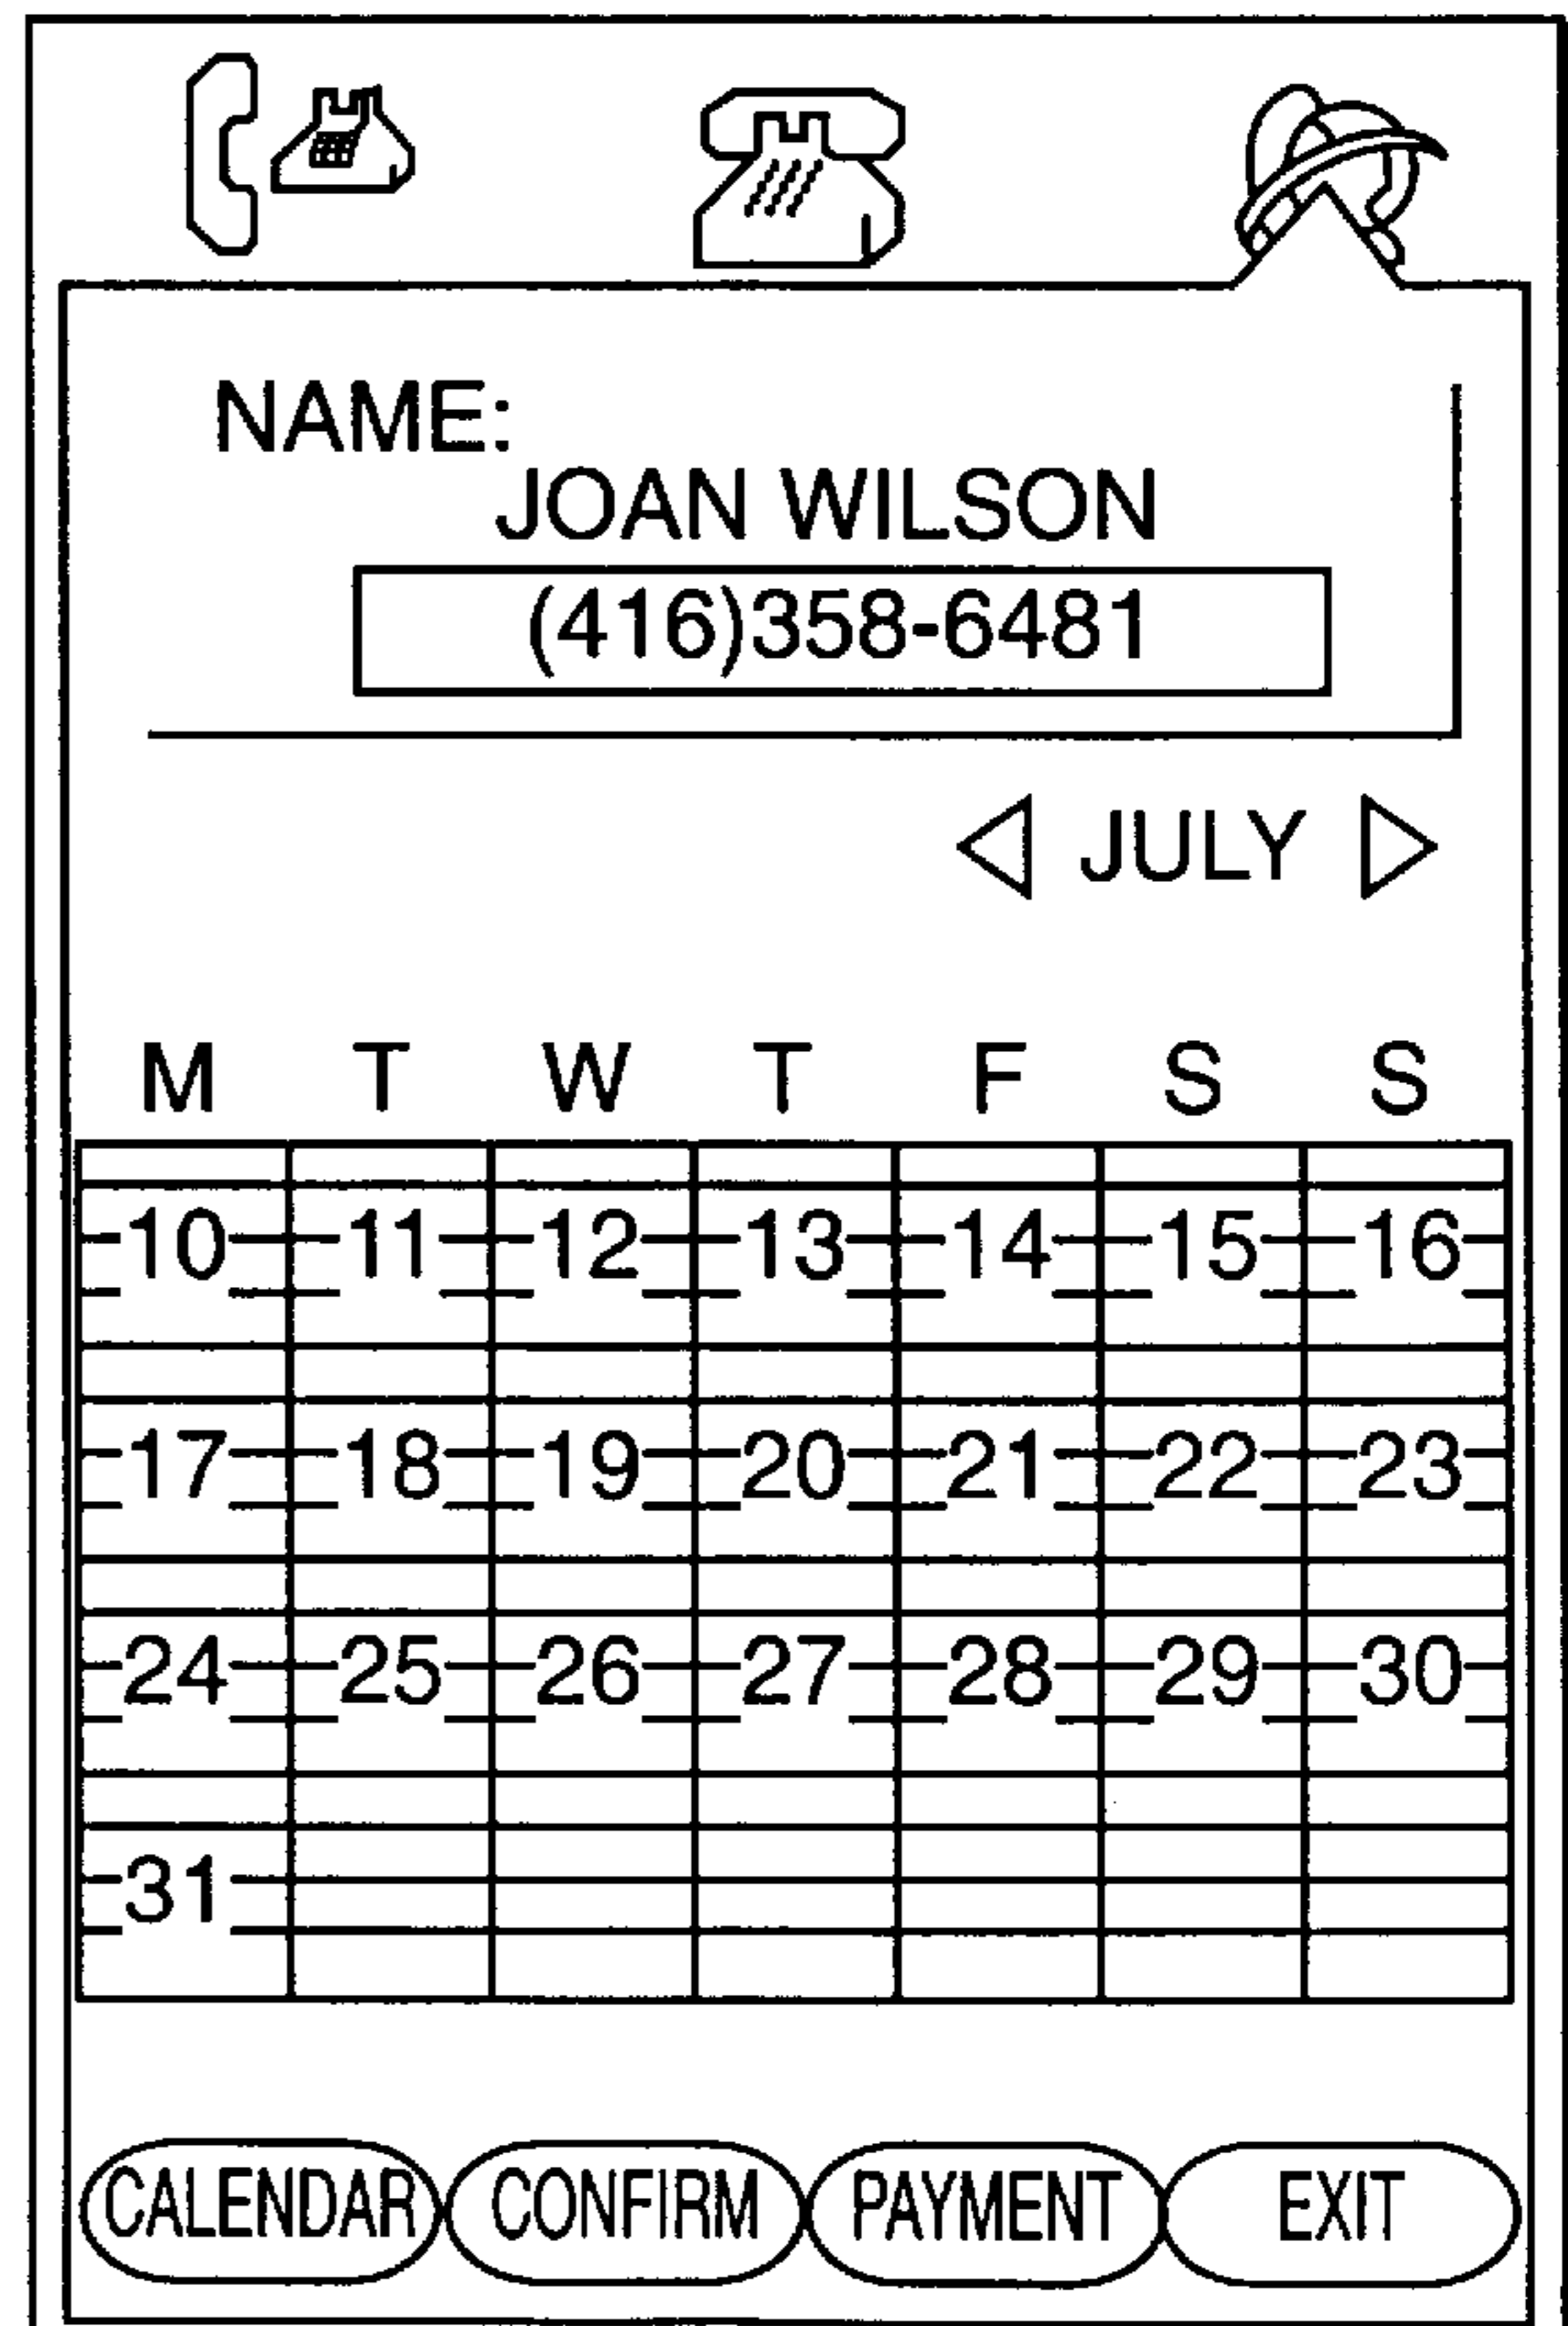 NAME:
JOAN WILSON
(416)358-6481
JULY
M T W T F S S
10 11 12 13 14 15 16
17 18 19 20 21 22 23
24 25 26 27 28 29 30
31
CALENDAR CONFIRM PAYMENT EXIT